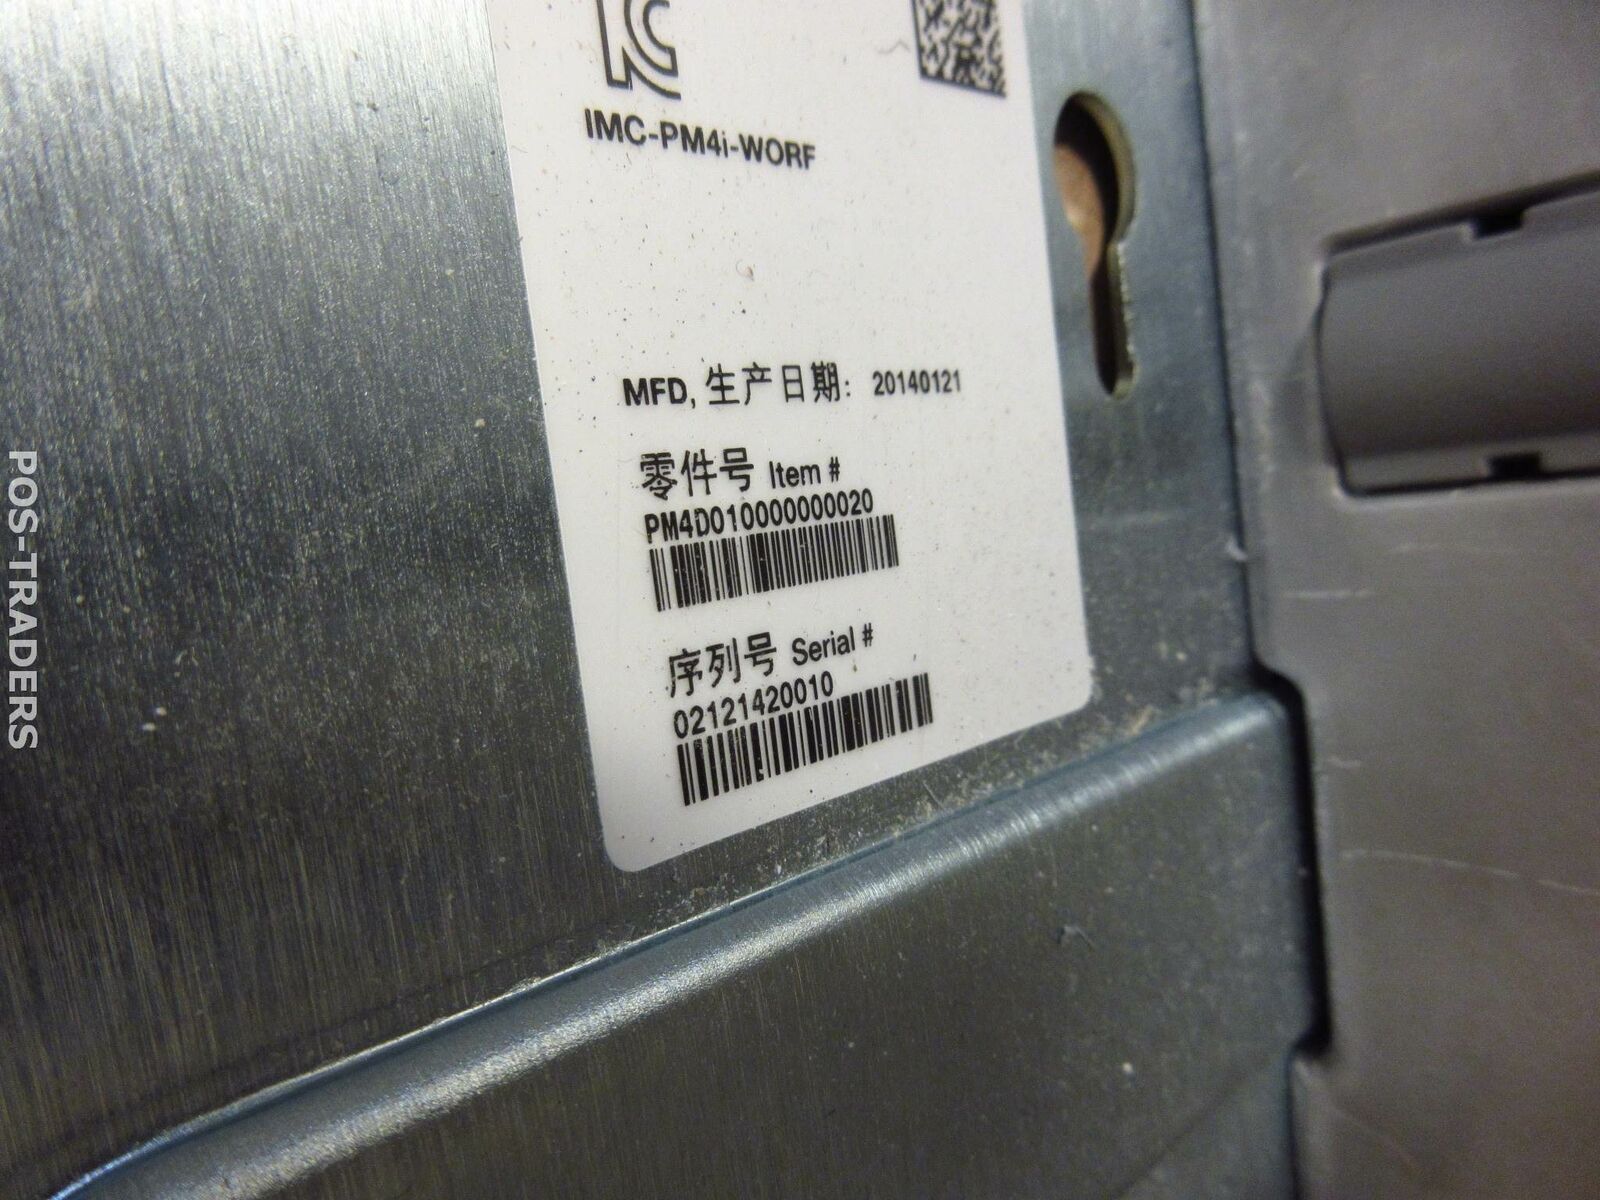 IMC-PM4i-WORF
MFD, 生产日期: 20140121
零件号 Item #
PM4D010000000020
序列号 Serial #
02121420010
POS-TRADERS